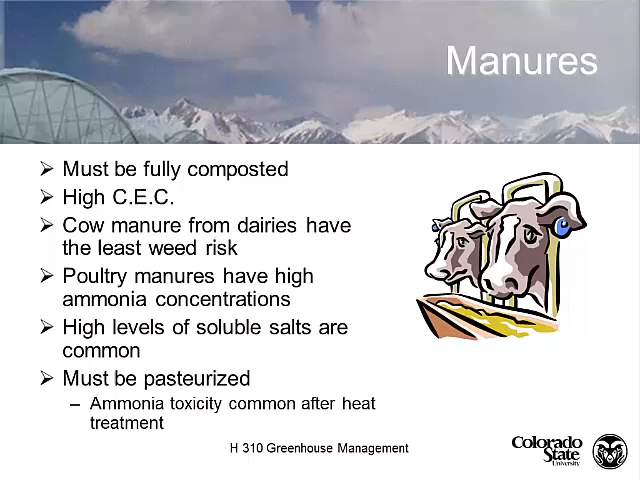 Manures
➢ Must be fully composted
➢ High C.E.C.
➢ Cow manure from dairies have
the least weed risk
➢ Poultry manures have high
ammonia concentrations
➢ High levels of soluble salts are
common
➢ Must be pasteurized
– Ammonia toxicity common after heat
treatment
H 310 Greenhouse Management
Colorado
State
University